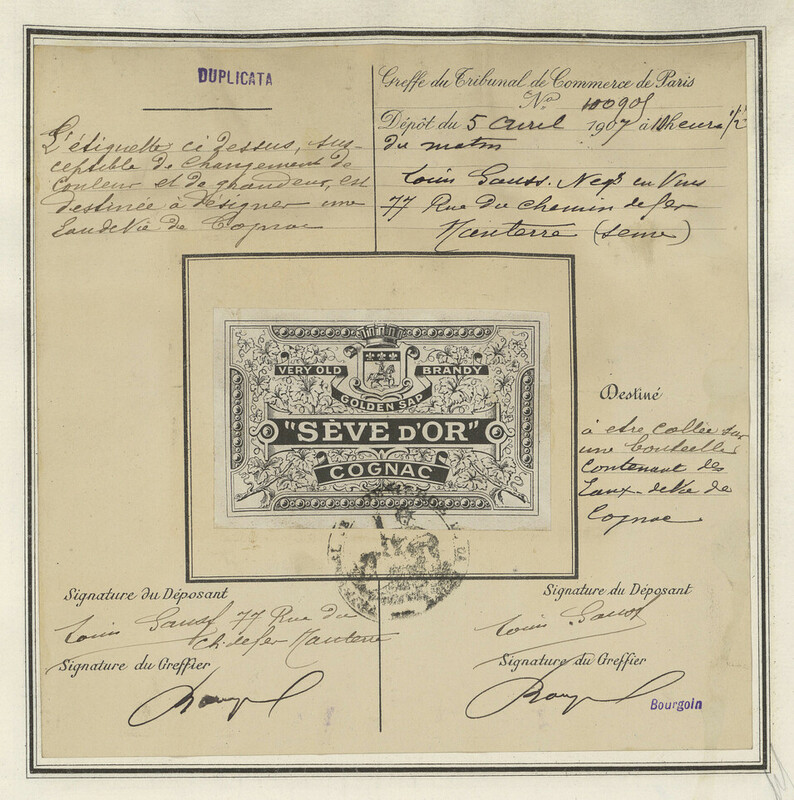 DUPLICATA
L'étiquette ci dessus, sus-
ceptible de changement de
couleur et de grandeur, est
destinée à désigner une
Eau de Vie de Cognac
Greffe du Tribunal de Commerce de Paris
No
Dépôt du 5 avril 1907 à 10 heures 1/2
du matin
Louis Gauss. Negt en Vins
77 Rue du Chemin de fer
Nanterre (Seine)
VERY OLD BRANDY
GOLDEN SAP
"SÈVE D'OR"
COGNAC
Destiné
à etre collée sur
une bouteille
contenant des
Eaux-de Vie de
Cognac
Signature du Déposant
Louis Gauss 77 Rue du
Ch. de fer Nanterre
Signature du Greffier
Signature du Déposant
Louis Gauss
Signature du Greffier
Bourgoin